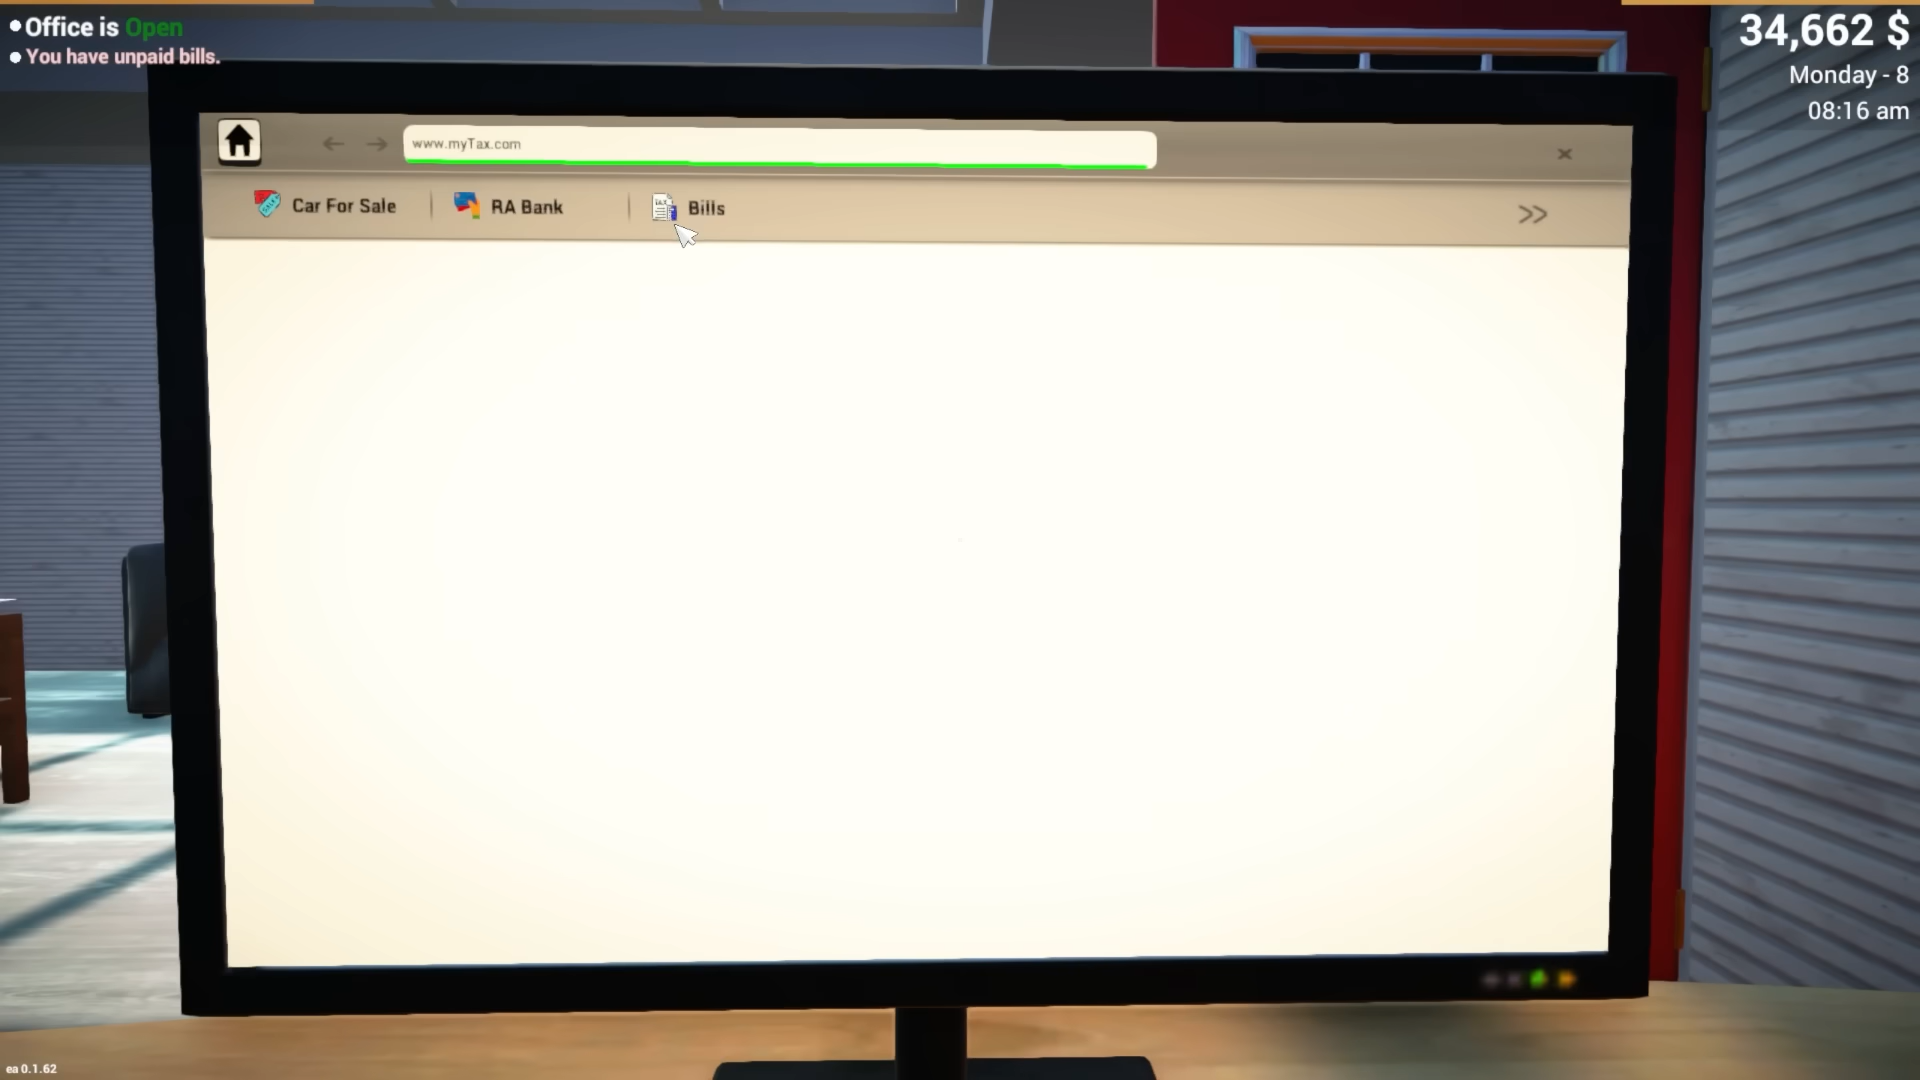 Office is Open
You have unpaid bills.
34,662 $
Monday - 8
08:16 am
www.myTax.com
Car For Sale
RA Bank
Bills
ea 0.1.62